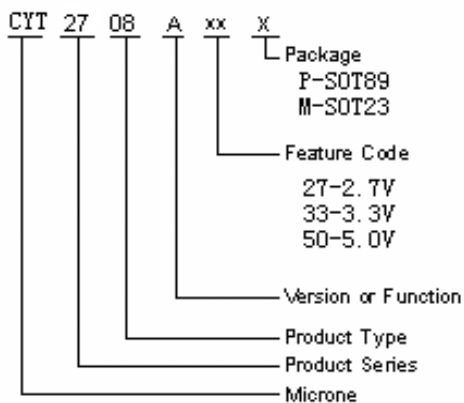 CYT 27 08 A xx X
Package
P-SOT89
M-SOT23
Feature Code
27-2.7V
33-3.3V
50-5.0V
Version or Function
Product Type
Product Series
Microne